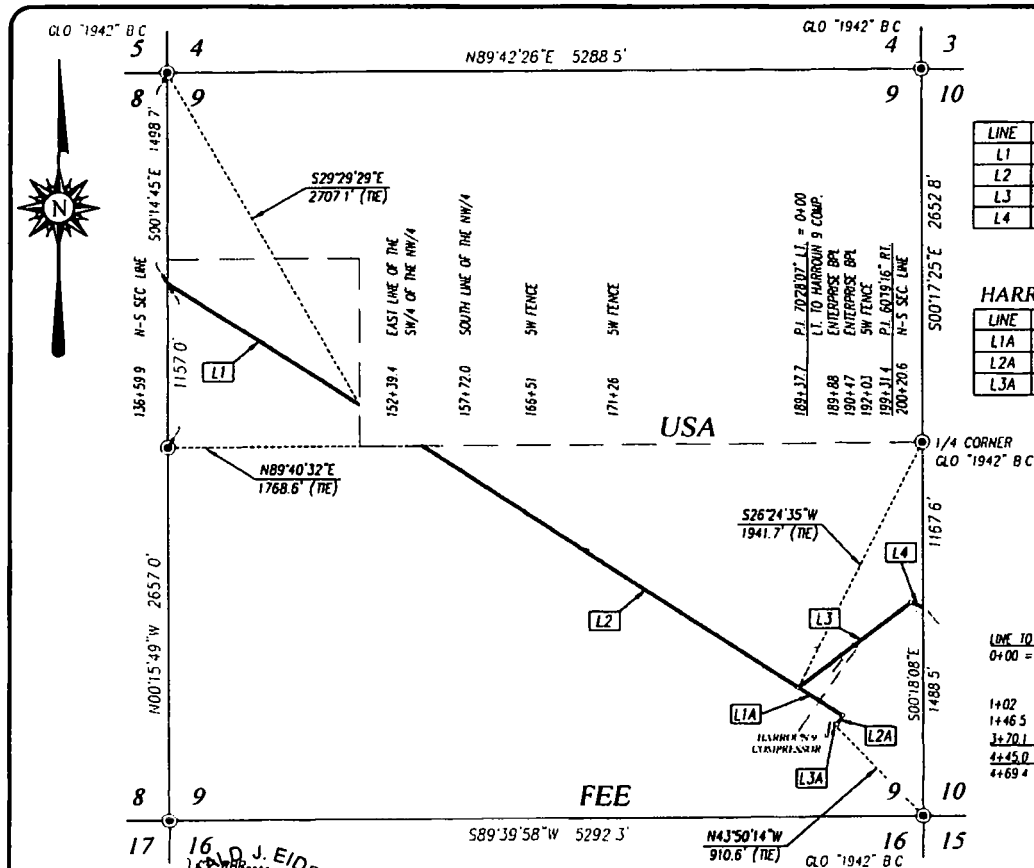 GLO "1942" B C
GLO "1942" B C
5 4
4 3
N89°42'26"E 5288 5'
8 9
9 10
LINE
L1
L2
L3
L4
S00°14'45"E 1498 7'
S29°29'29"E
2707 1' (TIE)
N
S00°17'25"E 2652 8'
136+59.9 N-S SEC LINE
1157 0'
L1
152+39.4 EAST LINE OF THE
SW/4 OF THE NW/4
157+72.0 SOUTH LINE OF THE NW/4
166+51 5W FENCE
171+26 5W FENCE
189+37.7 P.I. 70°28'07" LT. = 0+00
LT. TO HARROUN 9 COMP.
189+88 ENTERPRISE BPL
190+47 ENTERPRISE BPL
192+03 5W FENCE
199+31.4 P.I. 60°19'16" RT.
200+20.6 N-S SEC LINE
HARR
LINE
L1A
L2A
L3A
USA
1/4 CORNER
GLO "1942" B C
N89°40'32"E
1768.6' (TIE)
S26°24'35"W
1941.7' (TIE)
1167 6'
L4
L3
L2
N00°15'49"W 2657 0'
S00°18'08"E
1488 5'
LINE TO
0+00 =
1+02
1+46 5
3+70.1
4+45.0
4+69 4
L1A
HARROUN 9
COMPRESSOR
L2A
L3A
8 9
FEE
9 10
17 16
S89°39'58"W 5292 3'
N43°50'14"W
910.6' (TIE)
16 15
GLO "1942" B C
ALD J. EID